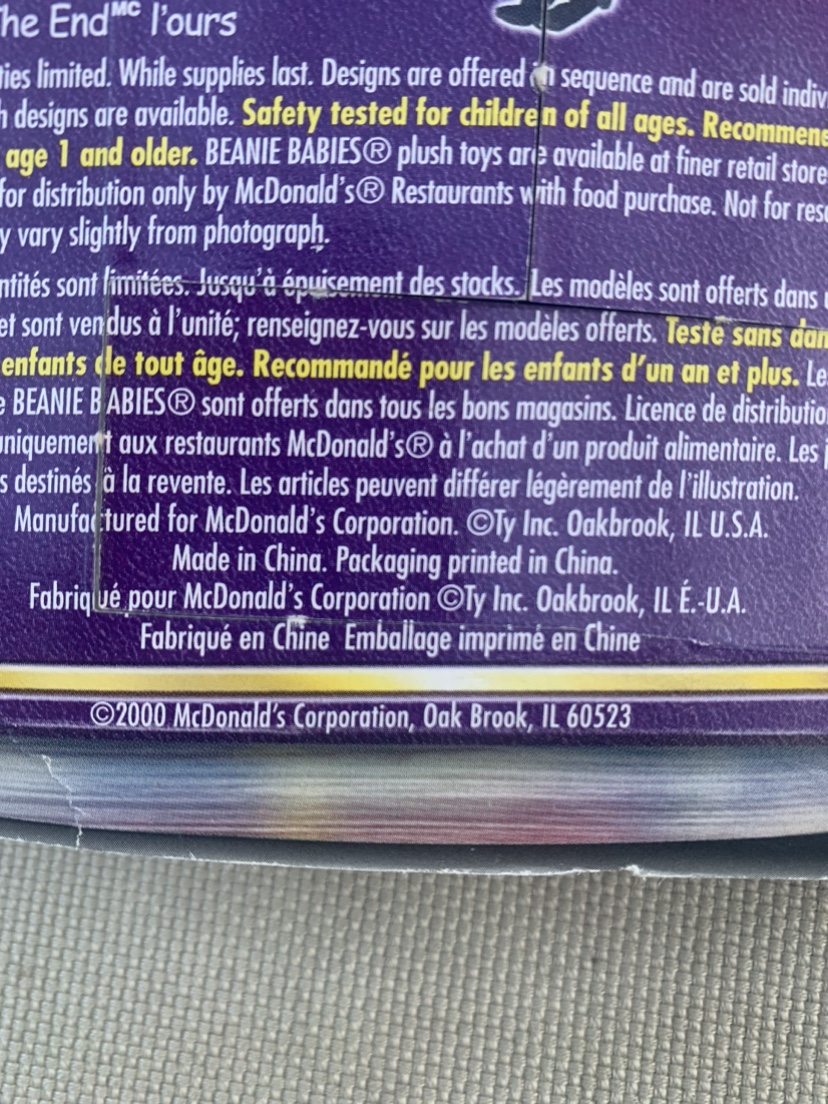 The End MC l'ours
ties limited. While supplies last. Designs are offered in sequence and are sold indiv
h designs are available. Safety tested for children of all ages. Recommend
age 1 and older. BEANIE BABIES® plush toys are available at finer retail store
for distribution only by McDonald's® Restaurants with food purchase. Not for resa
y vary slightly from photograph.
ntités sont limitées. Jusqu'à épuisement des stocks. Les modèles sont offerts dans
et sont vendus à l'unité; renseignez-vous sur les modèles offerts. Testé sans dan
enfants de tout âge. Recommandé pour les enfants d'un an et plus. Le
e BEANIE BABIES® sont offerts dans tous les bons magasins. Licence de distributio
uniquement aux restaurants McDonald's® à l'achat d'un produit alimentaire. Les
s destinés à la revente. Les articles peuvent différer légèrement de l'illustration.
Manufactured for McDonald's Corporation. ©Ty Inc. Oakbrook, IL U.S.A.
Made in China. Packaging printed in China.
Fabriqué pour McDonald's Corporation ©Ty Inc. Oakbrook, IL É.-U.A.
Fabriqué en Chine Emballage imprimé en Chine
©2000 McDonald's Corporation, Oak Brook, IL 60523